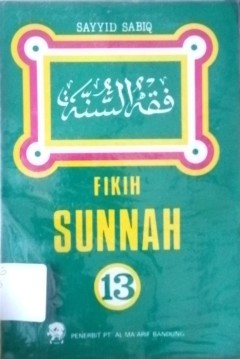 SAYYID SABIQ
فقه السنة
FIKIH
SUNNAH
13
PENERBIT PT. AL-MA'ARIF BANDUNG